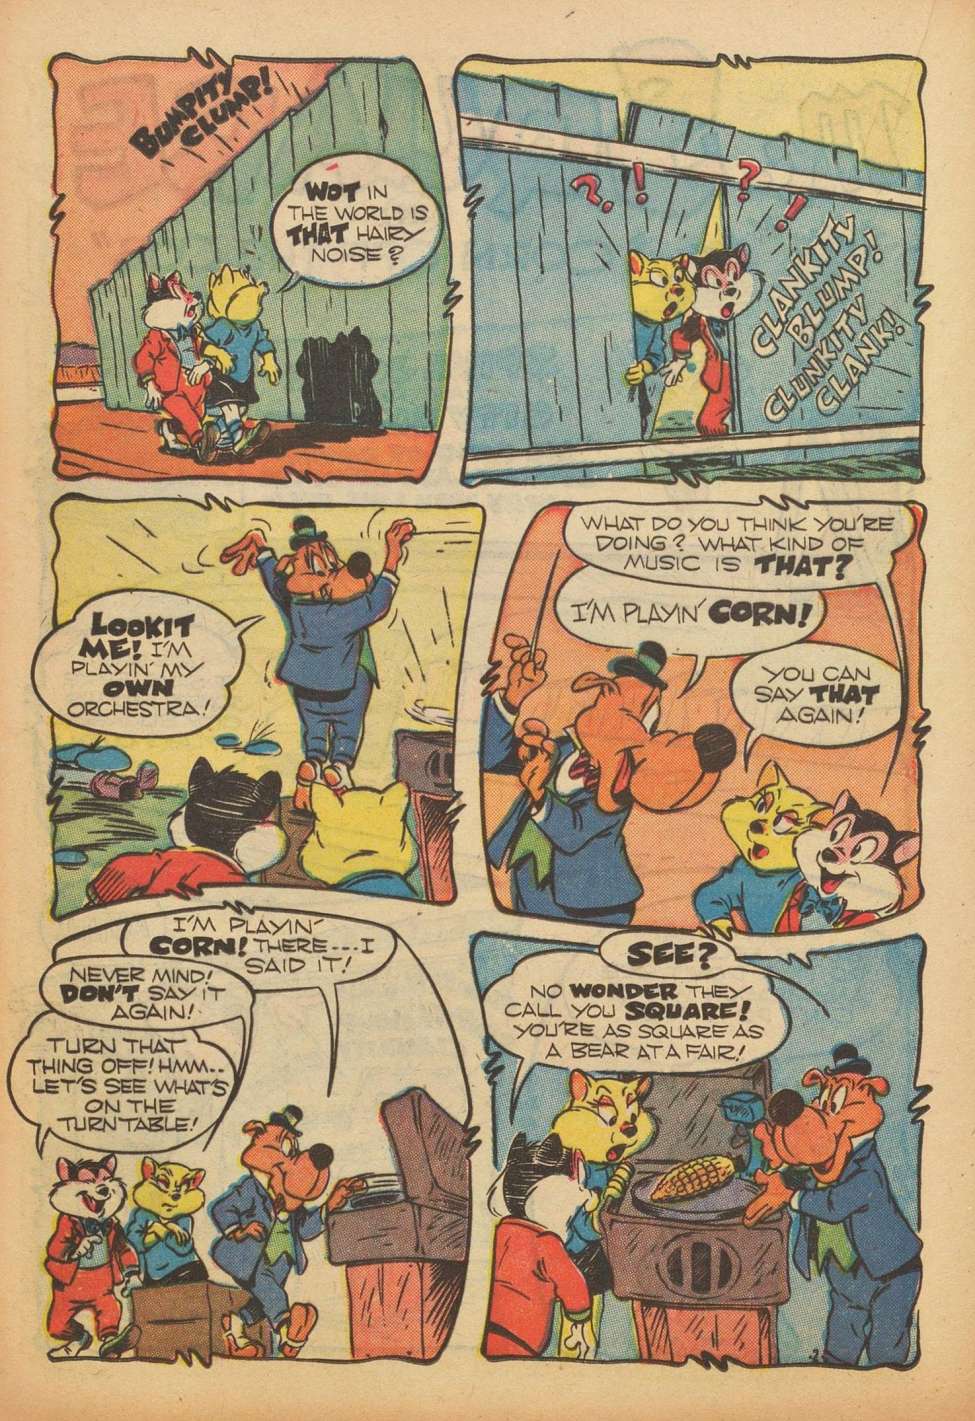 BUMPITY
CLUMP!
WOT IN
THE WORLD IS
THAT HAIRY
NOISE?
? ! ? !
CLANKITY
BLUMP!
CLUNKITY
CLANK!!
LOOKIT
ME! I'M
PLAYIN' MY
OWN
ORCHESTRA!
WHAT DO YOU THINK YOU'RE
DOING? WHAT KIND OF
MUSIC IS THAT?
I'M PLAYIN' CORN!
YOU CAN
SAY THAT
AGAIN!
I'M PLAYIN'
CORN! THERE---I
SAID IT!
NEVER MIND!
DON'T SAY IT
AGAIN!
TURN THAT
THING OFF! HMM..
LET'S SEE WHAT'S
ON THE
TURNTABLE!
SEE?
NO WONDER THEY
CALL YOU SQUARE!
YOU'RE AS SQUARE AS
A BEAR AT A FAIR!